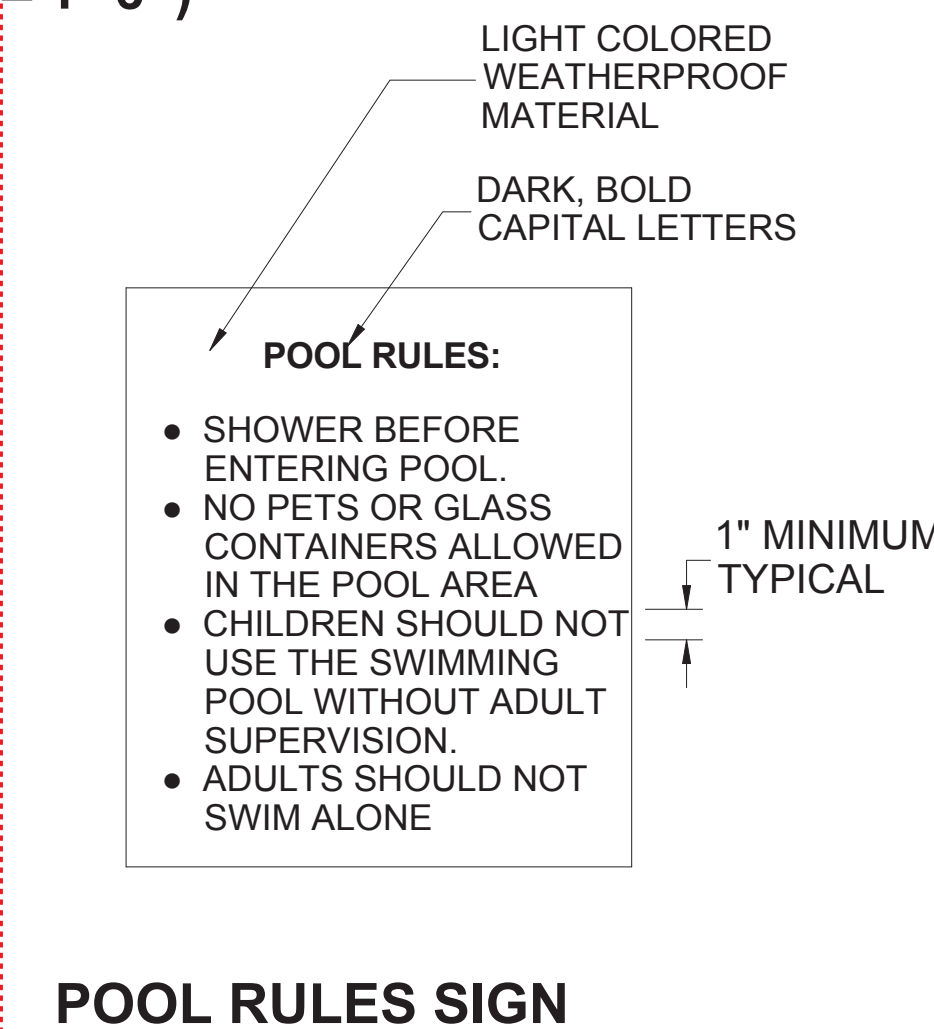 LIGHT COLORED
WEATHERPROOF
MATERIAL
DARK, BOLD
CAPITAL LETTERS
POOL RULES:
● SHOWER BEFORE
ENTERING POOL.
● NO PETS OR GLASS
CONTAINERS ALLOWED
IN THE POOL AREA
● CHILDREN SHOULD NOT
USE THE SWIMMING
POOL WITHOUT ADULT
SUPERVISION.
● ADULTS SHOULD NOT
SWIM ALONE
1" MINIMUM
TYPICAL
POOL RULES SIGN